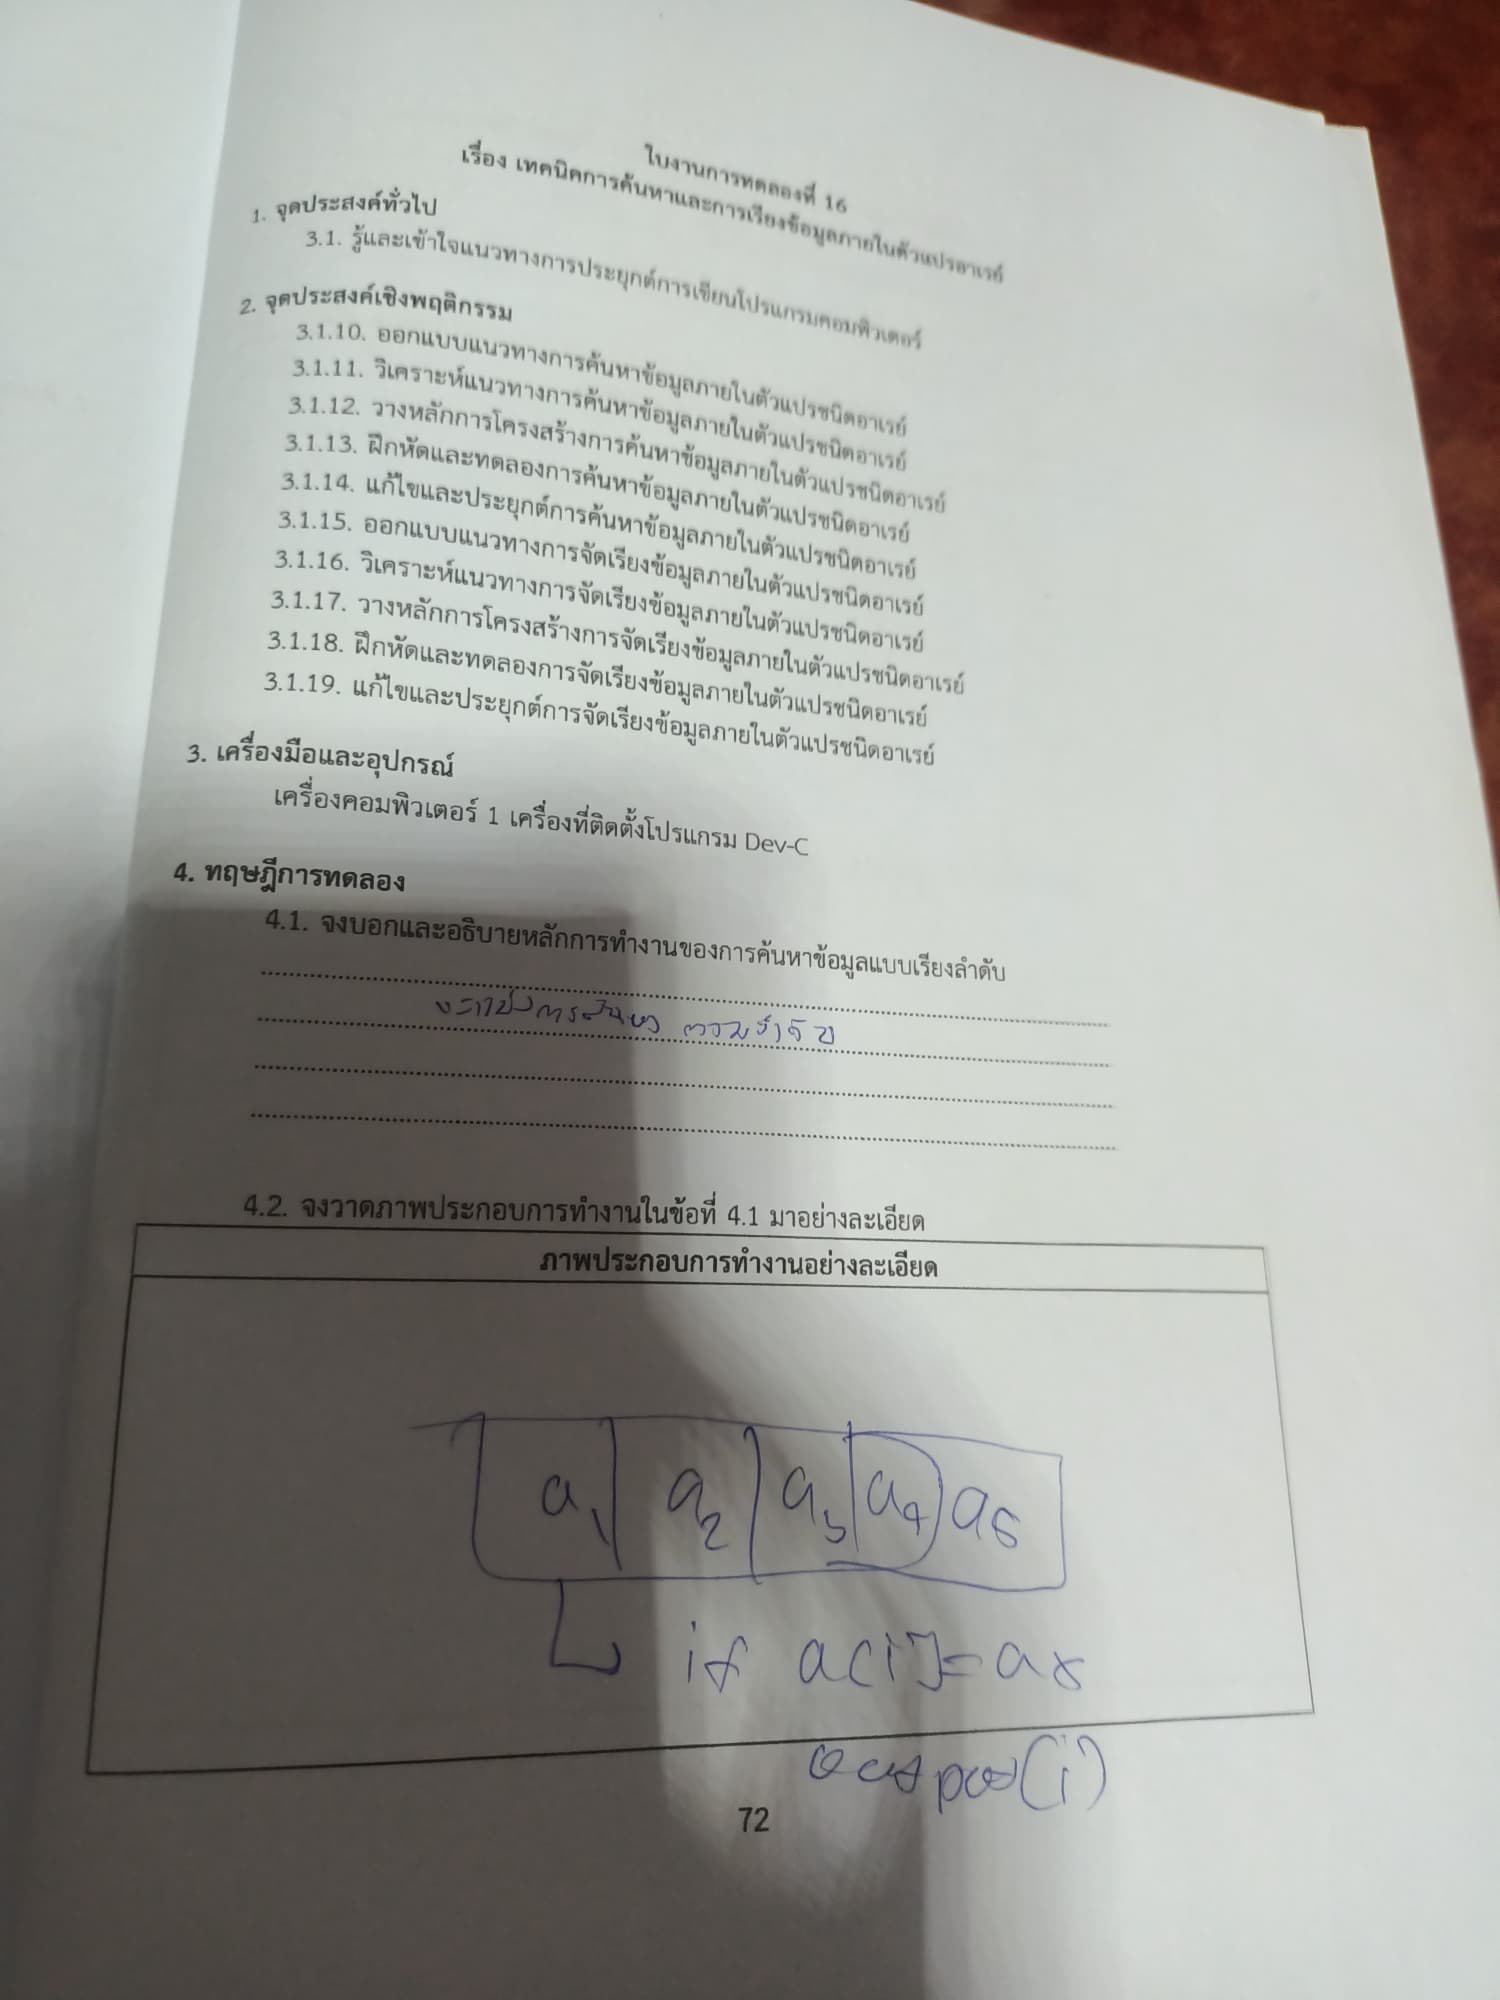 ใบงานการทดลองที่ 16
เรื่อง เทคนิคการค้นหาและการเรียงข้อมูลภายในตัวแปรอาเรย์
1. จุดประสงค์ทั่วไป
3.1. รู้และเข้าใจแนวทางการประยุกต์การเขียนโปรแกรมคอมพิวเตอร์
2. จุดประสงค์เชิงพฤติกรรม
3.1.10. ออกแบบแนวทางการค้นหาข้อมูลภายในตัวแปรชนิดอาเรย์
3.1.11. วิเคราะห์แนวทางการค้นหาข้อมูลภายในตัวแปรชนิดอาเรย์
3.1.12. วางหลักการโครงสร้างการค้นหาข้อมูลภายในตัวแปรชนิดอาเรย์
3.1.13. ฝึกหัดและทดลองการค้นหาข้อมูลภายในตัวแปรชนิดอาเรย์
3.1.14. แก้ไขและประยุกต์การค้นหาข้อมูลภายในตัวแปรชนิดอาเรย์
3.1.15. ออกแบบแนวทางการจัดเรียงข้อมูลภายในตัวแปรชนิดอาเรย์
3.1.16. วิเคราะห์แนวทางการจัดเรียงข้อมูลภายในตัวแปรชนิดอาเรย์
3.1.17. วางหลักการโครงสร้างการจัดเรียงข้อมูลภายในตัวแปรชนิดอาเรย์
3.1.18. ฝึกหัดและทดลองการจัดเรียงข้อมูลภายในตัวแปรชนิดอาเรย์
3.1.19. แก้ไขและประยุกต์การจัดเรียงข้อมูลภายในตัวแปรชนิดอาเรย์
3. เครื่องมือและอุปกรณ์
เครื่องคอมพิวเตอร์ 1 เครื่องที่ติดตั้งโปรแกรม Dev-C
4. ทฤษฎีการทดลอง
4.1. จงบอกและอธิบายหลักการทำงานของการค้นหาข้อมูลแบบเรียงลำดับ
4.2. จงวาดภาพประกอบการทำงานในข้อที่ 4.1 มาอย่างละเอียด
ภาพประกอบการทำงานอย่างละเอียด
a1 a2 a3 a4 a5
if a[i]=
72